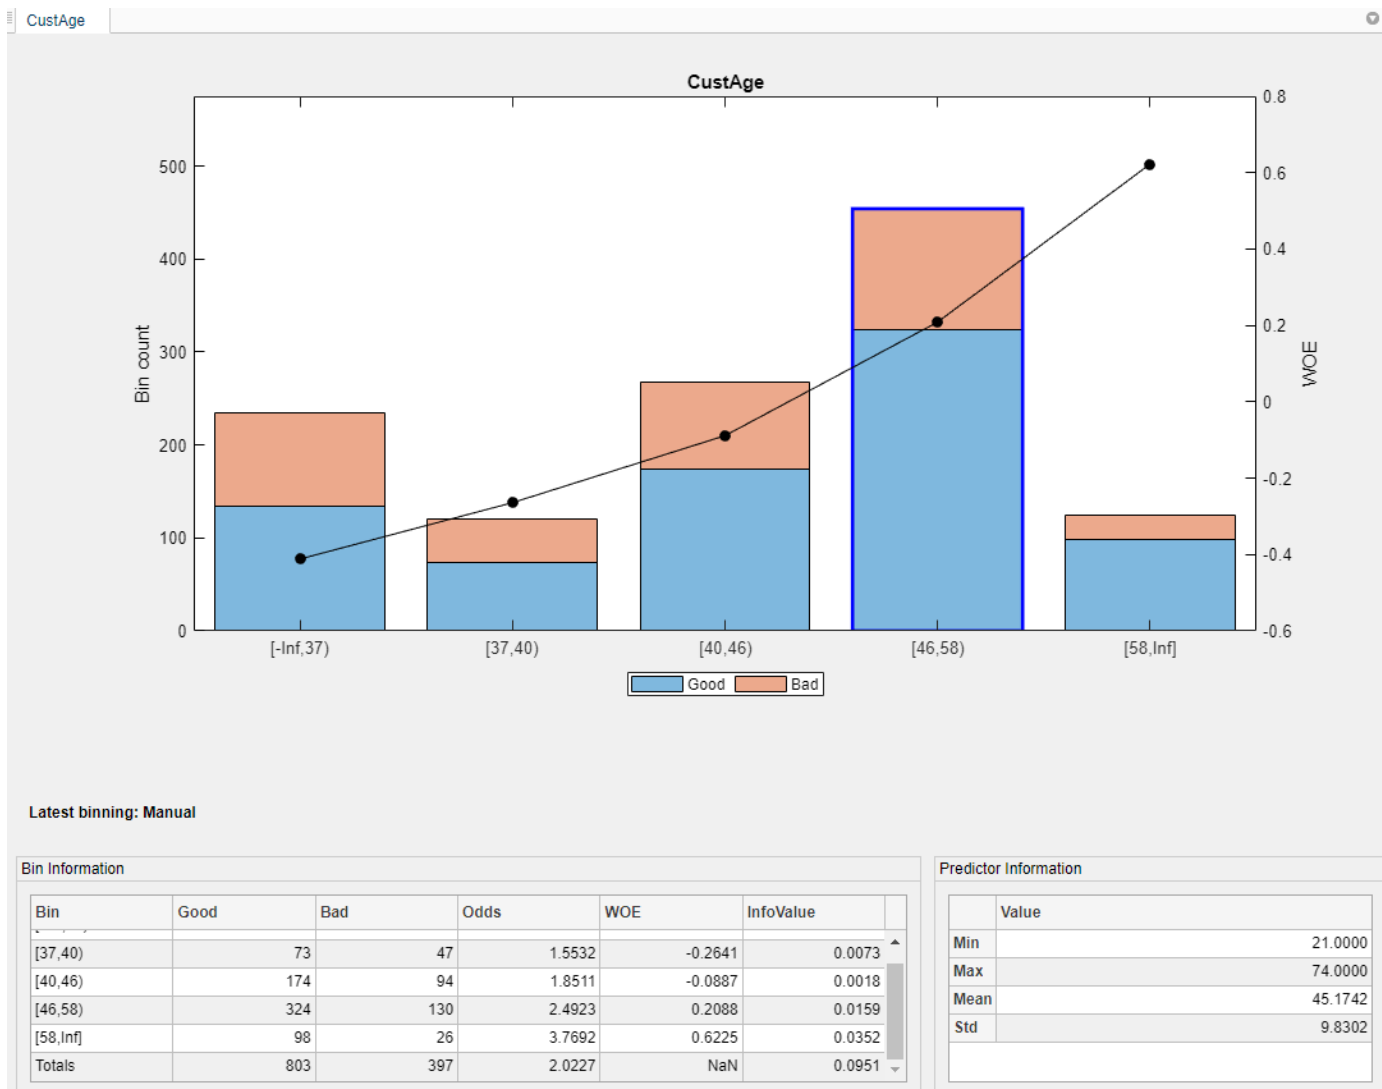 CustAge
CustAge
500
400
300
200
100
0
Bin count
0.8
0.6
0.4
0.2
0
-0.2
-0.4
-0.6
WOE
[-Inf,37) [37,40) [40,46) [46,58) [58,Inf]
Good Bad
Latest binning: Manual
Bin Information
Bin Good Bad Odds WOE InfoValue
[37,40) 73 47 1.5532 -0.2641 0.0073
[40,46) 174 94 1.8511 -0.0887 0.0018
[46,58) 324 130 2.4923 0.2088 0.0159
[58,Inf] 98 26 3.7692 0.6225 0.0352
Totals 803 397 2.0227 NaN 0.0951
Predictor Information
Value
Min 21.0000
Max 74.0000
Mean 45.1742
Std 9.8302